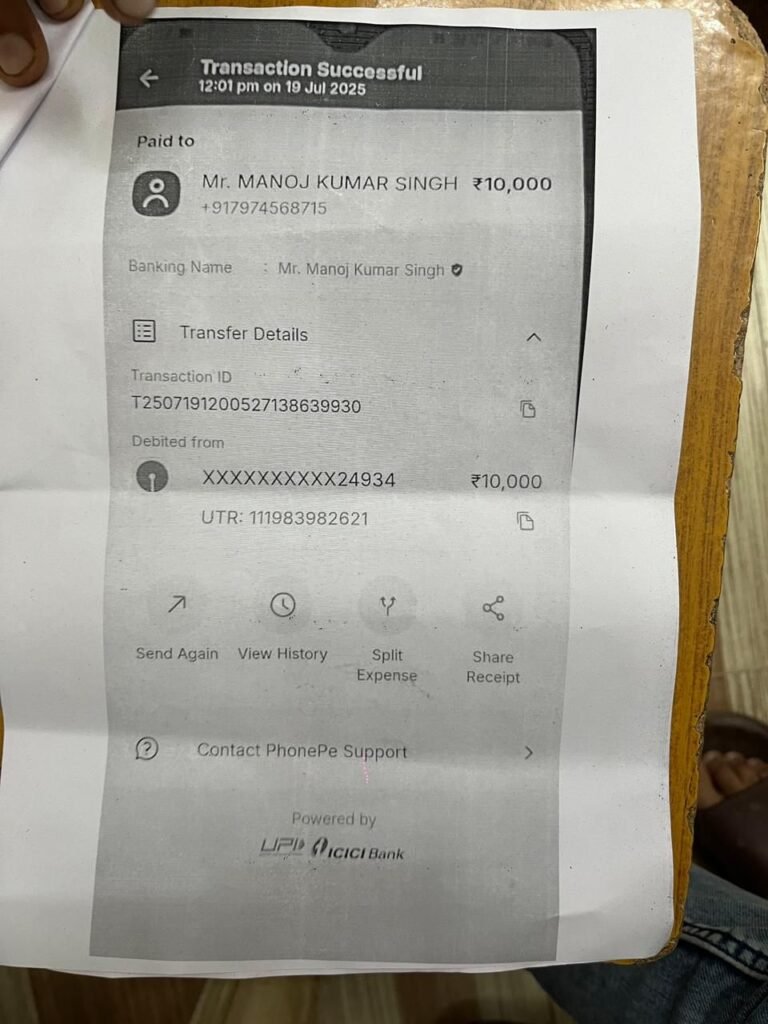 Transaction Successful
12:01 pm on 19 Jul 2025
Paid to
Mr. MANOJ KUMAR SINGH ₹10,000
+917974568715
Banking Name : Mr. Manoj Kumar Singh
Transfer Details
Transaction ID
T2507191200527138639930
Debited from
XXXXXXXXXX24934 ₹10,000
UTR: 111983982621
Send Again View History Split Expense Share Receipt
Contact PhonePe Support
Powered by
UPI ICICI Bank